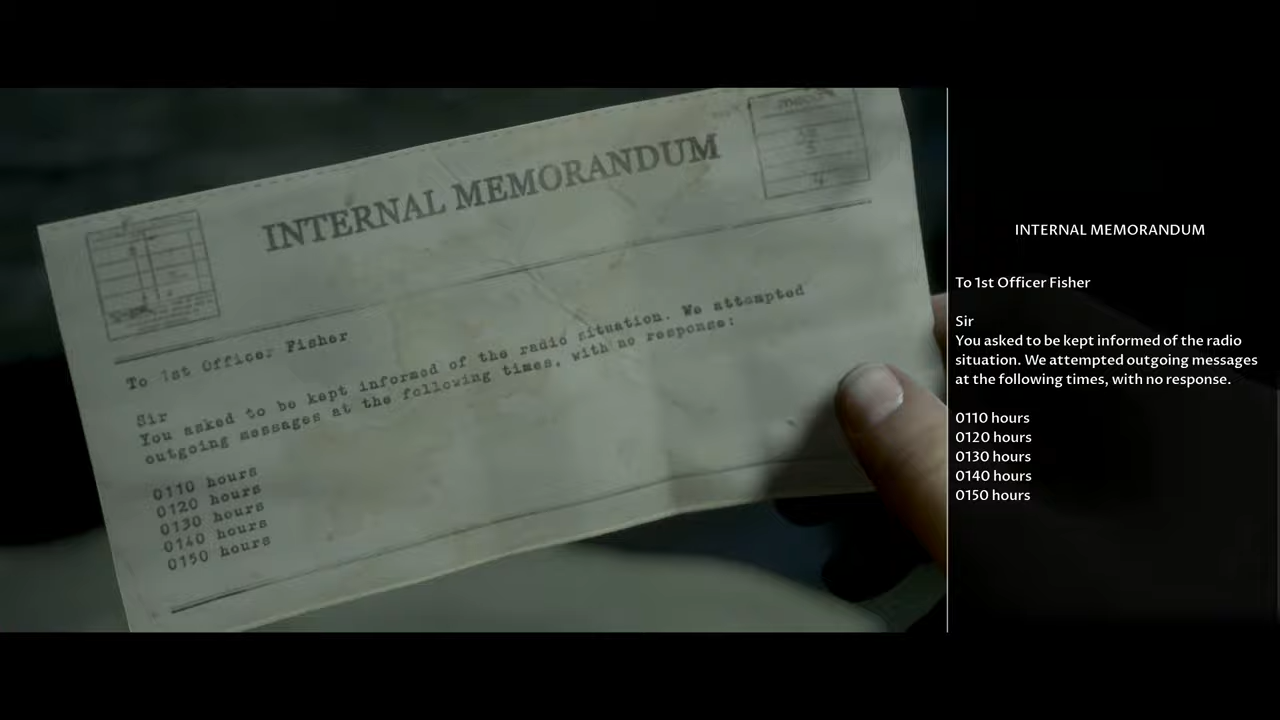 INTERNAL MEMORANDUM
To 1st Officer Fisher
Sir
You asked to be kept informed of the radio situation. We attempted
outgoing messages at the following times, with no response:
0110 hours
0120 hours
0130 hours
0140 hours
0150 hours
INTERNAL MEMORANDUM
To 1st Officer Fisher
Sir
You asked to be kept informed of the radio
situation. We attempted outgoing messages
at the following times, with no response.
0110 hours
0120 hours
0130 hours
0140 hours
0150 hours